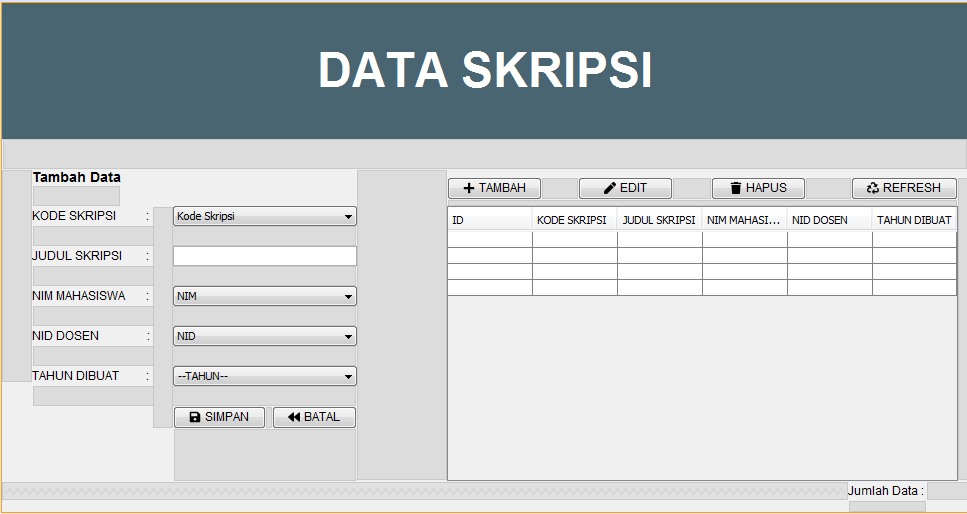 DATA SKRIPSI
Tambah Data
KODE SKRIPSI : Kode Skripsi
JUDUL SKRIPSI :
NIM MAHASISWA : NIM
NID DOSEN : NID
TAHUN DIBUAT : --TAHUN--
SIMPAN BATAL
TAMBAH EDIT HAPUS REFRESH
ID KODE SKRIPSI JUDUL SKRIPSI NIM MAHASI... NID DOSEN TAHUN DIBUAT
Jumlah Data :